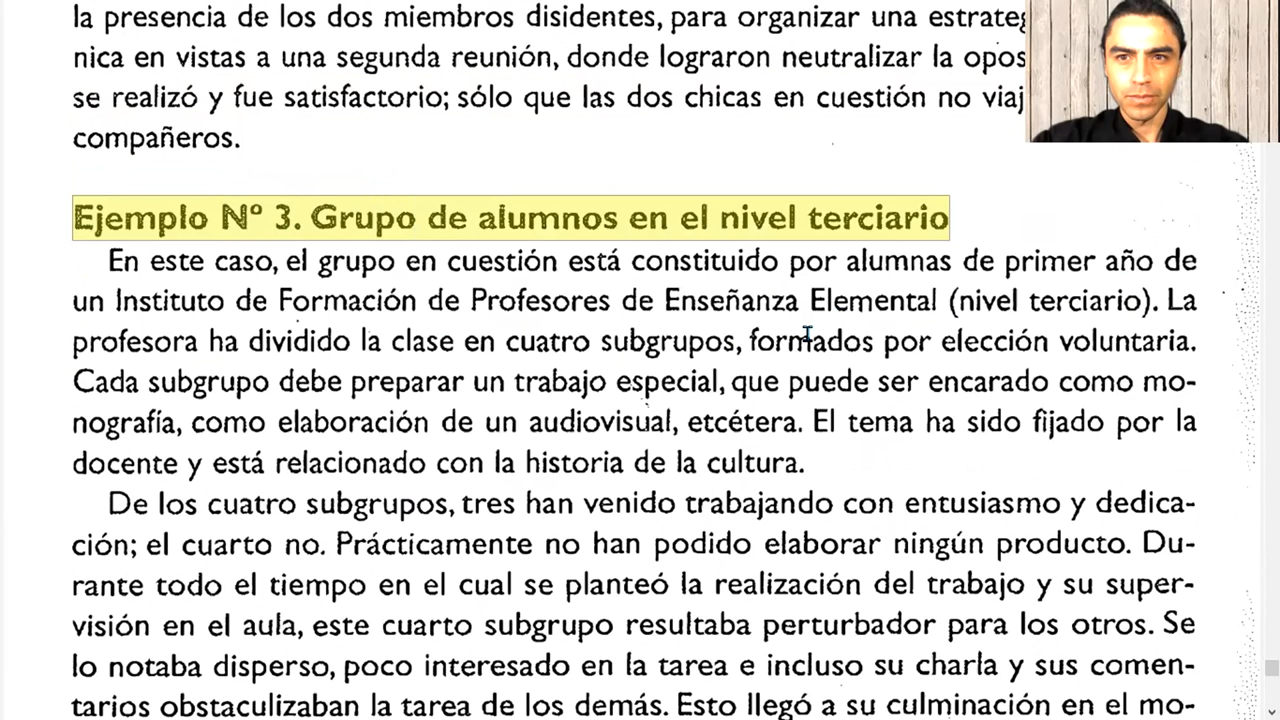 la presencia de los dos miembros disidentes, para organizar una
nica en vistas a una segunda reunión, donde lograron neutralizar la
se realizó y fue satisfactorio; sólo que las dos chicas en cuestión no
compañeros.
Ejemplo Nº 3. Grupo de alumnos en el nivel terciario
En este caso, el grupo en cuestión está constituido por alumnas de primer año de
un Instituto de Formación de Profesores de Enseñanza Elemental (nivel terciario). La
profesora ha dividido la clase en cuatro subgrupos, formados por elección voluntaria.
Cada subgrupo debe preparar un trabajo especial, que puede ser encarado como mo-
nografía, como elaboración de un audiovisual, etcétera. El tema ha sido fijado por la
docente y está relacionado con la historia de la cultura.
De los cuatro subgrupos, tres han venido trabajando con entusiasmo y dedica-
ción; el cuarto no. Prácticamente no han podido elaborar ningún producto. Du-
rante todo el tiempo en el cual se planteó la realización del trabajo y su super-
visión en el aula, este cuarto subgrupo resultaba perturbador para los otros. Se
lo notaba disperso, poco interesado en la tarea e incluso su charla y sus comen-
tarios obstaculizaban la tarea de los demás. Esto llegó a su culminación en el mo-